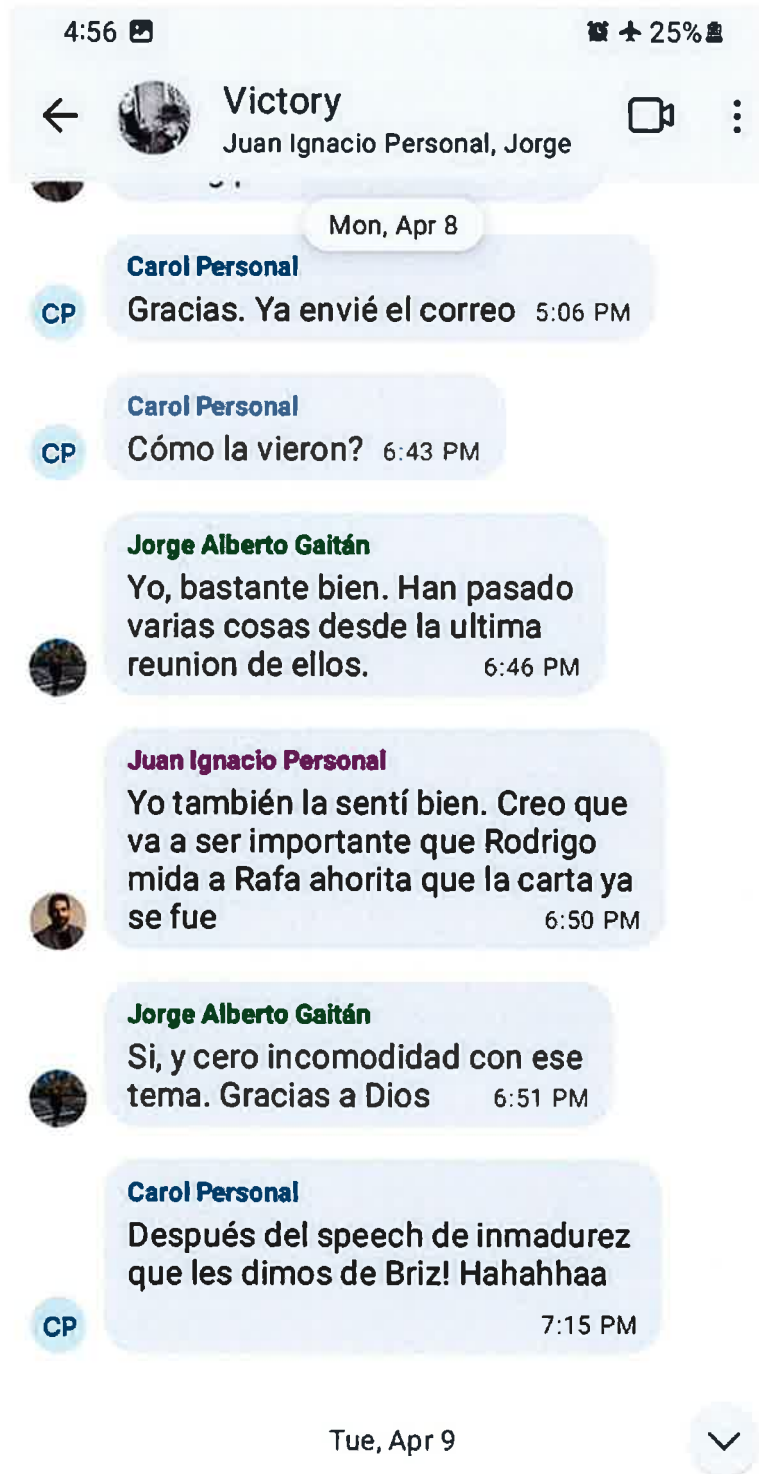 4:56
25%
Victory
Juan Ignacio Personal, Jorge
Mon, Apr 8
Carol Personal
CP
Gracias. Ya envié el correo 5:06 PM
Carol Personal
CP
Cómo la vieron? 6:43 PM
Jorge Alberto Gaitán
Yo, bastante bien. Han pasado
varias cosas desde la ultima
reunion de ellos. 6:46 PM
Juan Ignacio Personal
Yo también la sentí bien. Creo que
va a ser importante que Rodrigo
mida a Rafa ahorita que la carta ya
se fue 6:50 PM
Jorge Alberto Gaitán
Si, y cero incomodidad con ese
tema. Gracias a Dios 6:51 PM
Carol Personal
Después del speech de inmadurez
que les dimos de Briz! Hahahhaa
CP
7:15 PM
Tue, Apr 9